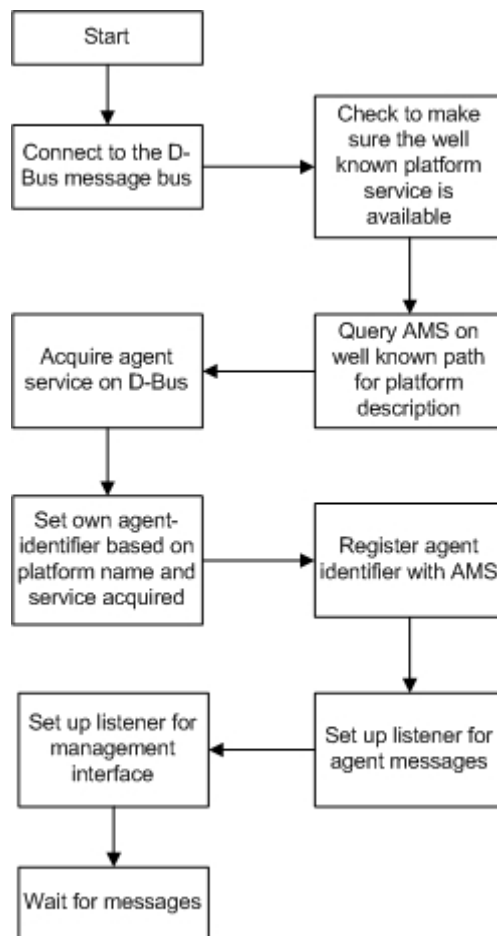 Start
Connect to the D-
Bus message bus
Check to make
sure the well
known platform
service is
available
Query AMS on
well known path
for platform
description
Acquire agent
service on D-Bus
Set own agent-
identifier based on
platform name and
service acquired
Register agent
identifier with AMS
Set up listener for
agent messages
Set up listener for
management
interface
Wait for messages